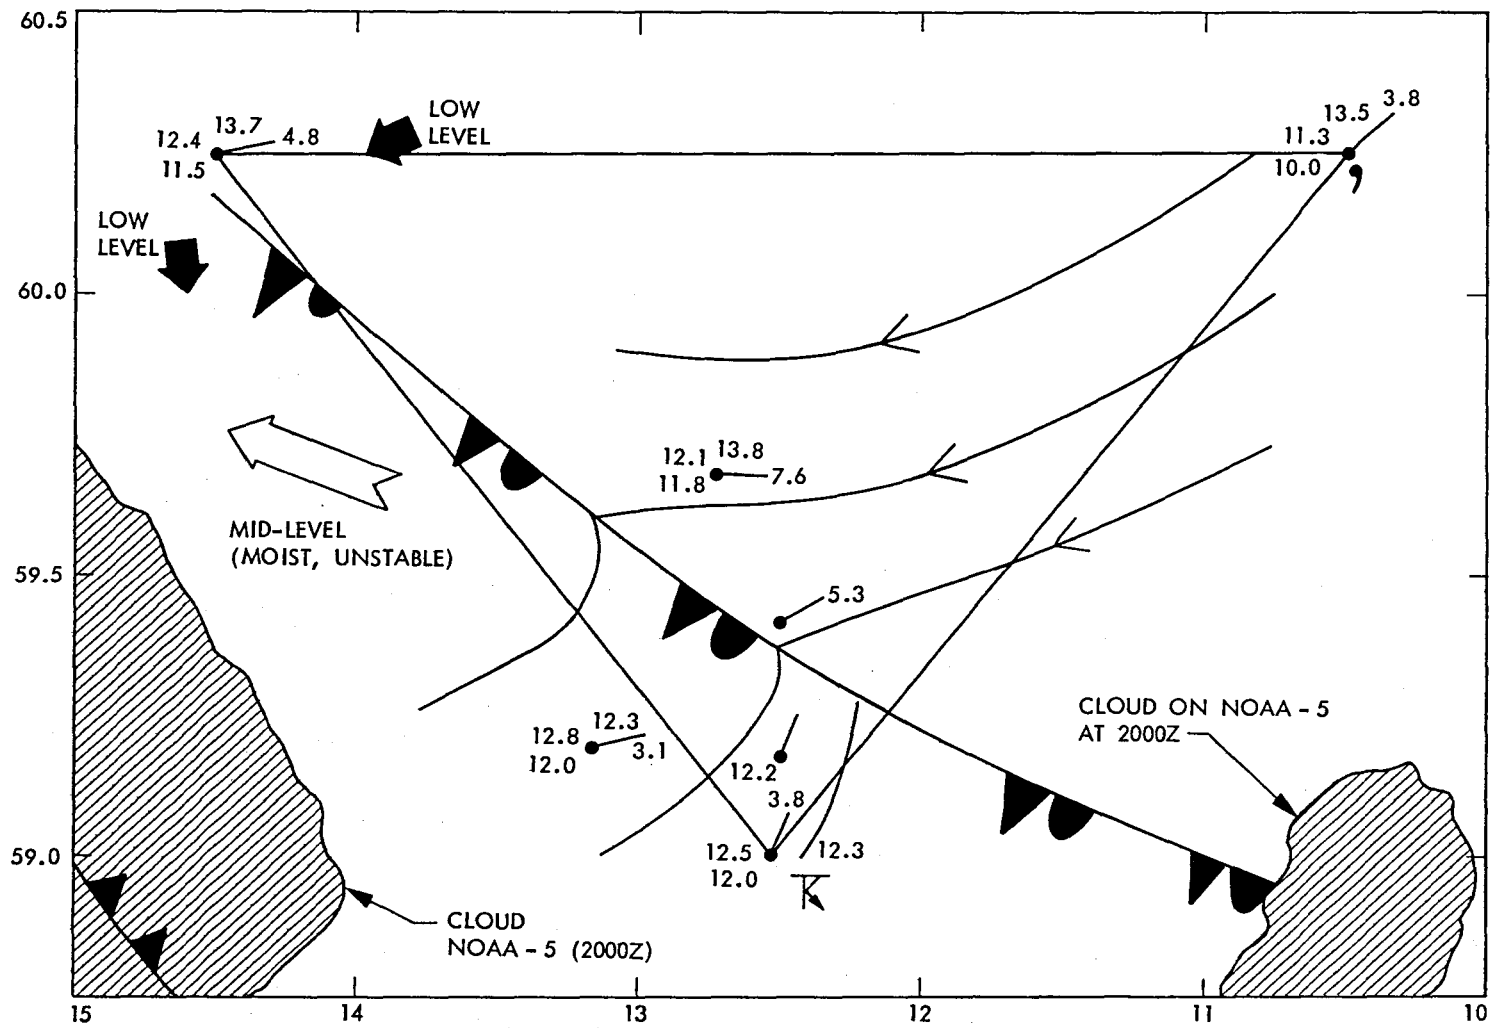 60.5
LOW
LEVEL
3.8
13.5
11.3
10.0
13.7
12.4
4.8
11.5
LOW
LEVEL
60.0
12.1
13.8
11.8
7.6
MID-LEVEL
(MOIST, UNSTABLE)
59.5
5.3
CLOUD ON NOAA-5
AT 2000Z
12.3
12.8
3.1
12.0
12.2
3.8
12.5
12.3
12.0
59.0
CLOUD
NOAA-5 (2000Z)
15 14 13 12 11 10